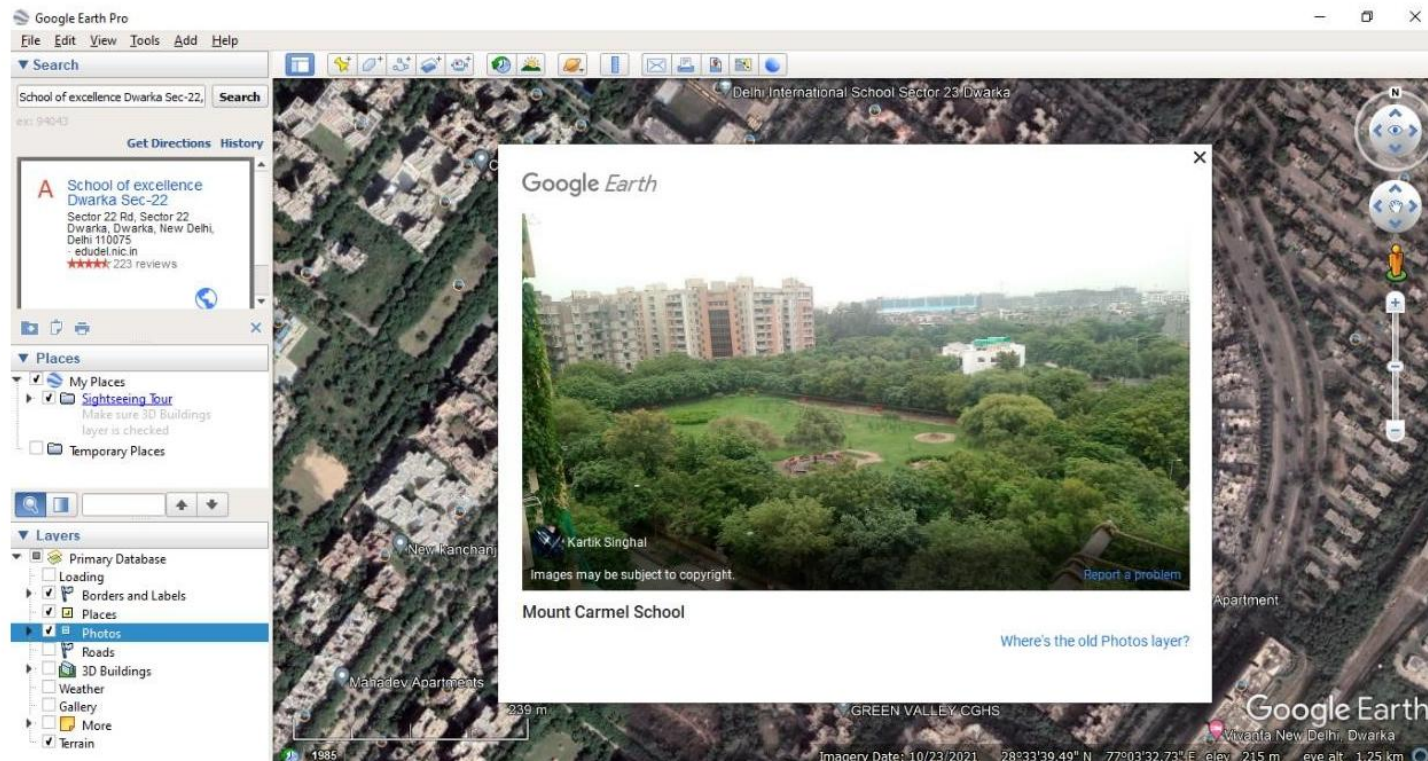 Google Earth Pro
File Edit View Tools Add Help
Search
School of excellence Dwarka Sec-22,
Search
ex: 94043
Get Directions History
A
School of excellence
Dwarka Sec-22
Sector 22 Rd, Sector 22
Dwarka, Dwarka, New Delhi,
Delhi 110075
- edudel.nic.in
223 reviews
Places
My Places
Sightseeing Tour
Make sure 3D Buildings
layer is checked
Temporary Places
Layers
Primary Database
Loading
Borders and Labels
Places
Photos
Roads
3D Buildings
Weather
Gallery
More
Terrain
Delhi International School Sector 23 Dwarka
N
Google Earth
Kartik Singhal
Images may be subject to copyright.
Report a problem
Mount Carmel School
Where's the old Photos layer?
New kanchanj
Apartment
Mahadev Apartments
239 m
GREEN VALLEY CGHS
Google Earth
Vivanta New Delhi, Dwarka
1985
Imagery Date: 10/23/2021 28°33'39.49" N 77°03'32.73" E elev 215 m eye alt 1.25 km